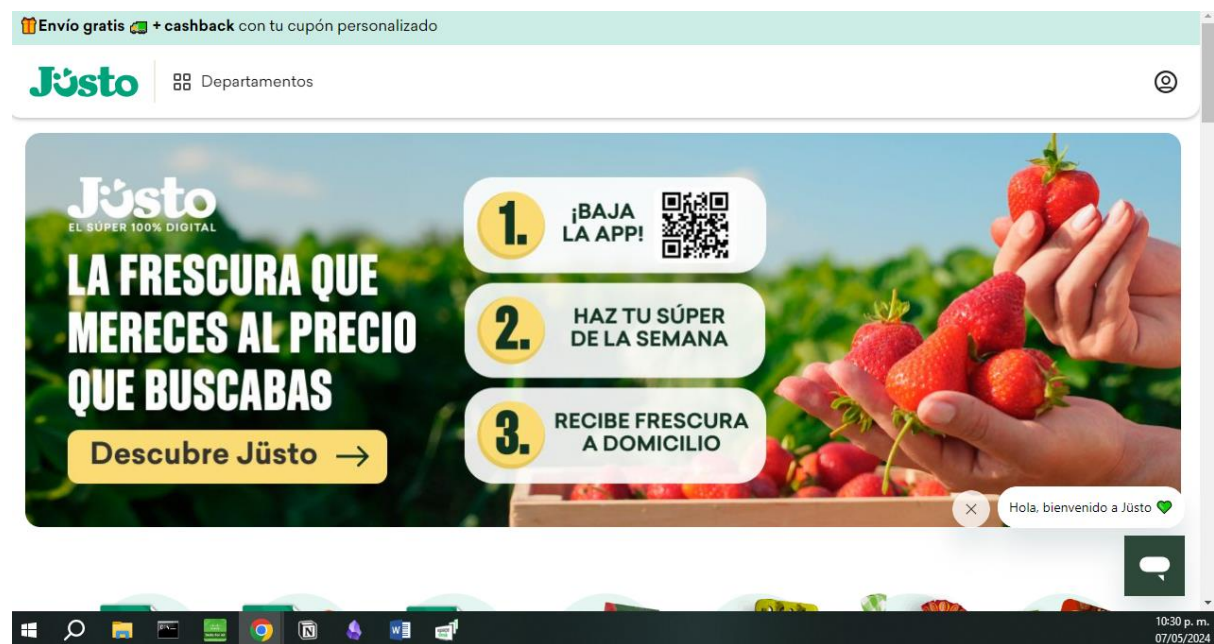 Envío gratis + cashback con tu cupón personalizado
Jüsto
Departamentos
Jüsto
EL SÚPER 100% DIGITAL
LA FRESCURA QUE
MERECES AL PRECIO
QUE BUSCABAS
Descubre Jüsto →
1.
¡BAJA
LA APP!
2.
HAZ TU SÚPER
DE LA SEMANA
3.
RECIBE FRESCURA
A DOMICILIO
Hola, bienvenido a Jüsto
10:30 p. m.
07/05/2024